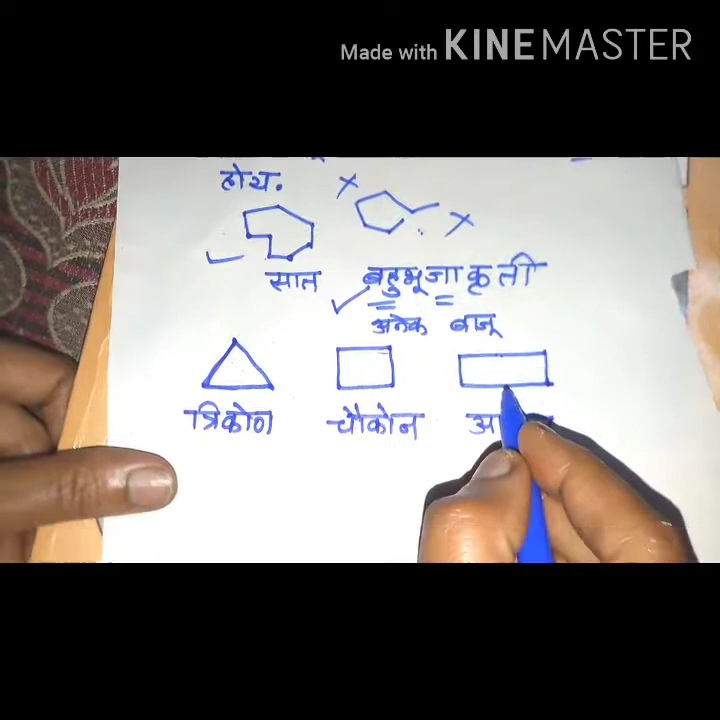 Made with KINEMASTER
होय.
सात बहुभूजाकृती
अनेक बाजू
त्रिकोण चौकोन